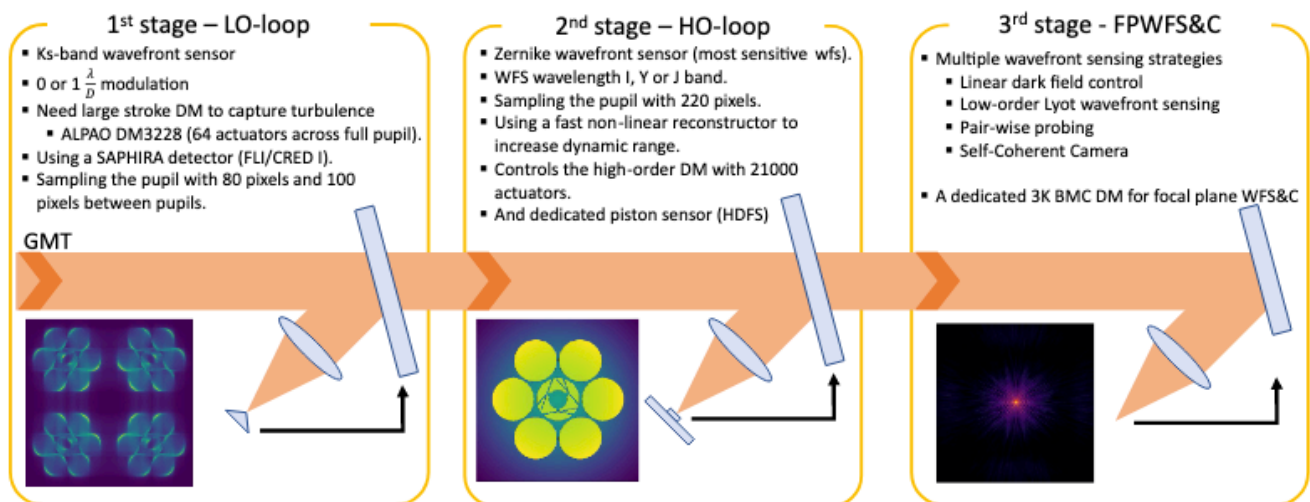 1st stage – LO-loop
▪ Ks-band wavefront sensor
▪ 0 or 1 λ/D modulation
▪ Need large stroke DM to capture turbulence
▪ ALPAO DM3228 (64 actuators across full pupil).
▪ Using a SAPHIRA detector (FLI/CRED I).
▪ Sampling the pupil with 80 pixels and 100
pixels between pupils.
GMT
2nd stage – HO-loop
▪ Zernike wavefront sensor (most sensitive wfs).
▪ WFS wavelength I, Y or J band.
▪ Sampling the pupil with 220 pixels.
▪ Using a fast non-linear reconstructor to
increase dynamic range.
▪ Controls the high-order DM with 21000
actuators.
▪ And dedicated piston sensor (HDFS)
3rd stage - FPWFS&C
▪ Multiple wavefront sensing strategies
▪ Linear dark field control
▪ Low-order Lyot wavefront sensing
▪ Pair-wise probing
▪ Self-Coherent Camera
▪ A dedicated 3K BMC DM for focal plane WFS&C